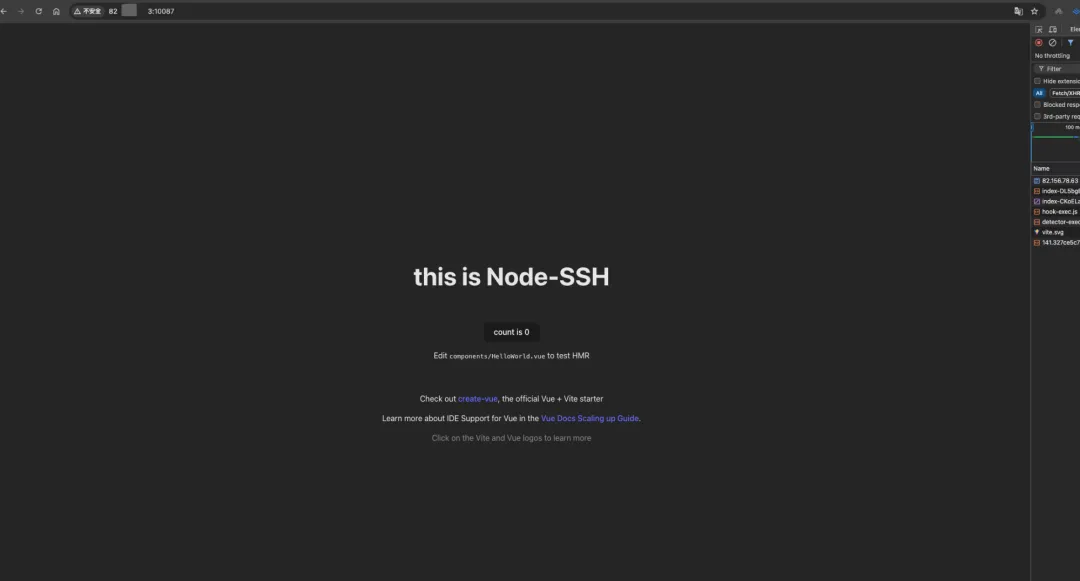 不安全 82 3:10087
this is Node-SSH
count is 0
Edit components/HelloWorld.vue to test HMR
Check out create-vue, the official Vue + Vite starter
Learn more about IDE Support for Vue in the Vue Docs Scaling up Guide.
Click on the Vite and Vue logos to learn more
Ele
No throttling
Filter
Hide extensio
All Fetch/XHR
Blocked resp
3rd-party req
100 m
Name
82.156.78.63
index-DL5bg
index-CKoELa
hook-exec.js
detector-exec
vite.svg
141.327ce5c7